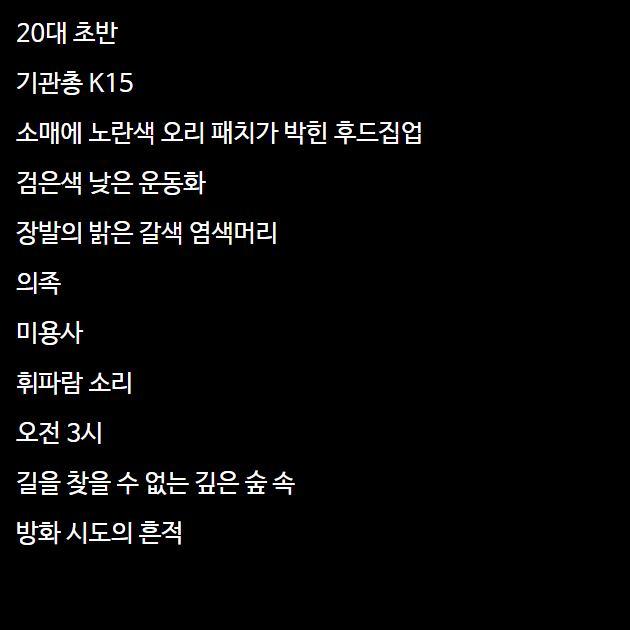 20대 초반
기관총 K15
소매에 노란색 오리 패치가 박힌 후드집업
검은색 낮은 운동화
장발의 밝은 갈색 염색머리
의족
미용사
휘파람 소리
오전 3시
길을 찾을 수 없는 깊은 숲 속
방화 시도의 흔적